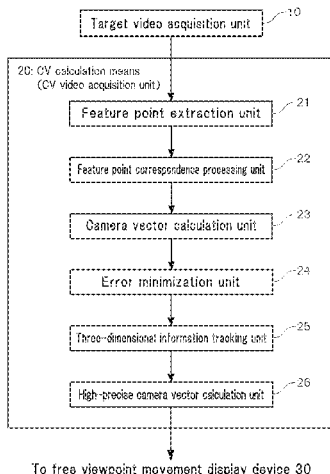 Target video acquisition unit
10
20: CV calculation means
(CV video acquisition unit)
Feature point extraction unit
21
Feature point correspondence processing unit
22
Camera vector calculation unit
23
Error minimization unit
24
Three-dimensional information tracking unit
25
High-precise camera vector calculation unit
26
To free viewpoint movement display device 30